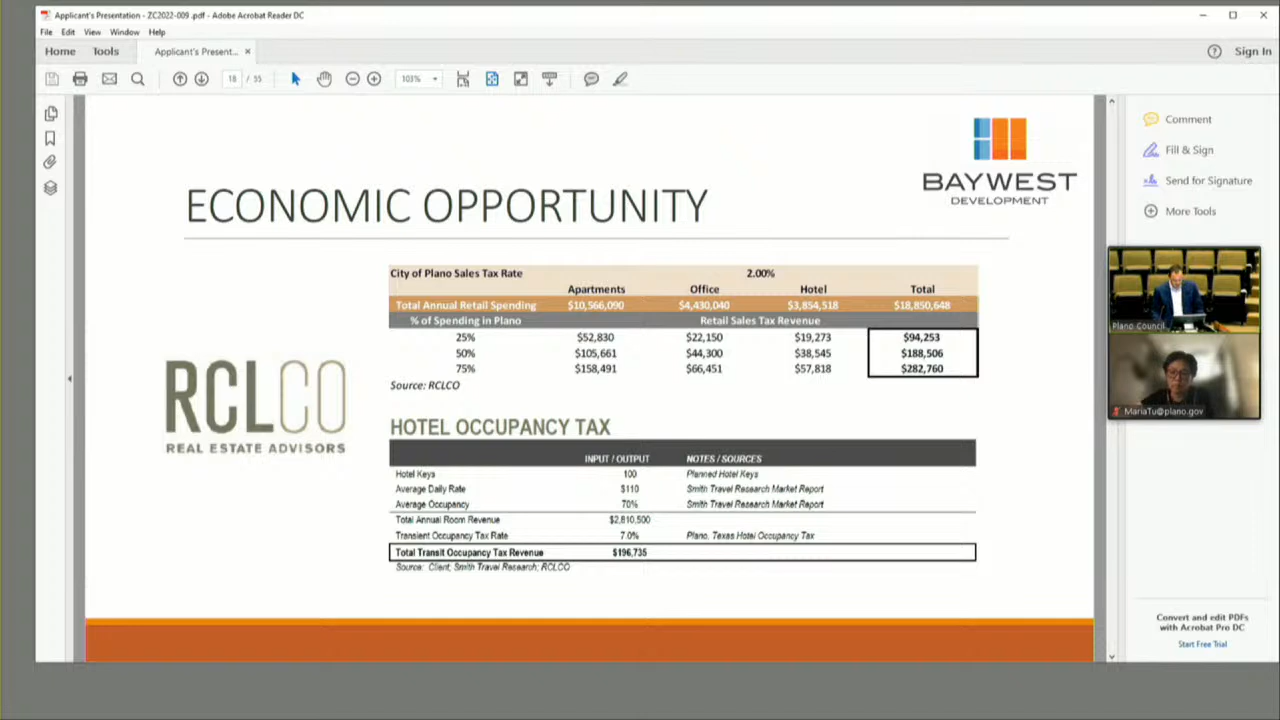 Applicant's Presentation - ZC2022-009 .pdf - Adobe Acrobat Reader DC
File Edit View Window Help
Home Tools Applicant's Present... × Sign In
18 / 55 103%
Comment
Fill & Sign
Send for Signature
More Tools
BAYWEST
DEVELOPMENT
ECONOMIC OPPORTUNITY
City of Plano Sales Tax Rate 2.00%
Apartments Office Hotel Total
Total Annual Retail Spending $10,566,090 $4,430,040 $3,854,518 $18,850,648
% of Spending in Plano Retail Sales Tax Revenue
25% $52,830 $22,150 $19,273 $94,253
50% $105,661 $44,300 $38,545 $188,506
75% $158,491 $66,451 $57,818 $282,760
Source: RCLCO
RCLCO
REAL ESTATE ADVISORS
HOTEL OCCUPANCY TAX
INPUT / OUTPUT NOTES / SOURCES
Hotel Keys 100 Planned Hotel Keys
Average Daily Rate $110 Smith Travel Research Market Report
Average Occupancy 70% Smith Travel Research Market Report
Total Annual Room Revenue $2,810,500
Transient Occupancy Tax Rate 7.0% Plano, Texas Hotel Occupancy Tax
Total Transit Occupancy Tax Revenue $196,735
Source: Client; Smith Travel Research; RCLCO
Plano Council
MariaTu@plano.gov
Convert and edit PDFs
with Acrobat Pro DC
Start Free Trial